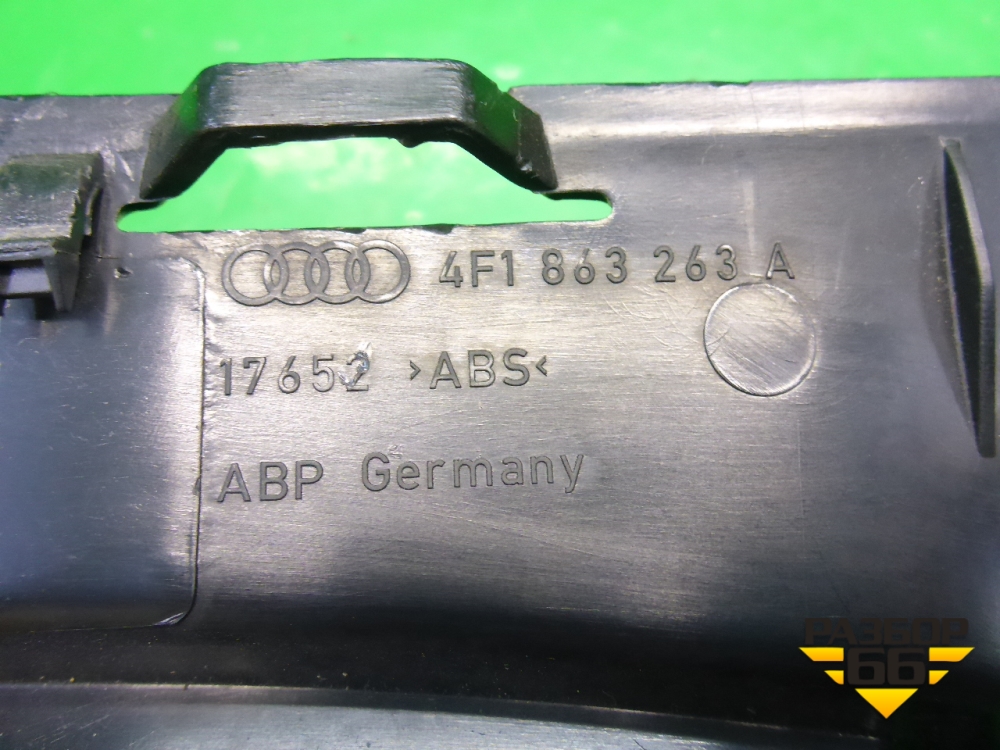 4F1 863 263 A
17652 >ABS<
ABP Germany
РАЗБОР
66